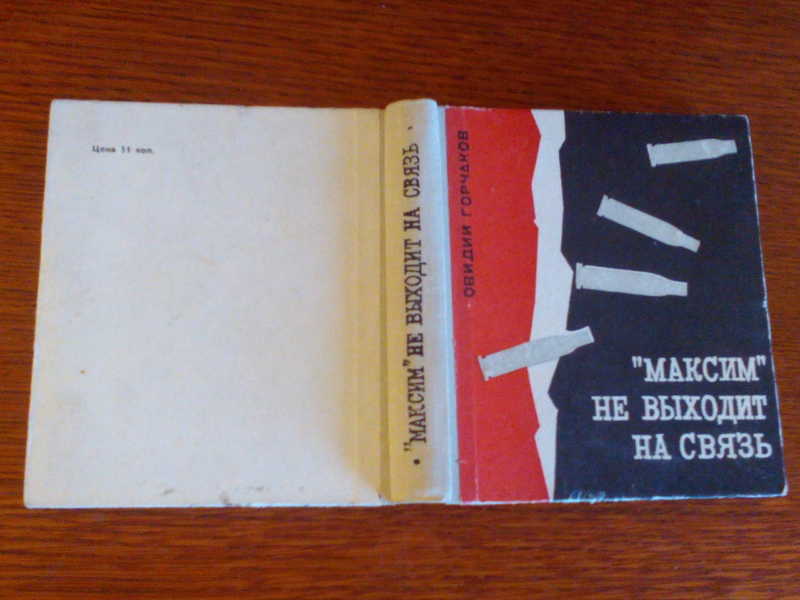 Цена 11 коп.
• "МАКСИМ" НЕ ВЫХОДИТ НА СВЯЗЬ •
ОВИДИЙ ГОРЧАКОВ
"МАКСИМ"
НЕ ВЫХОДИТ
НА СВЯЗЬ